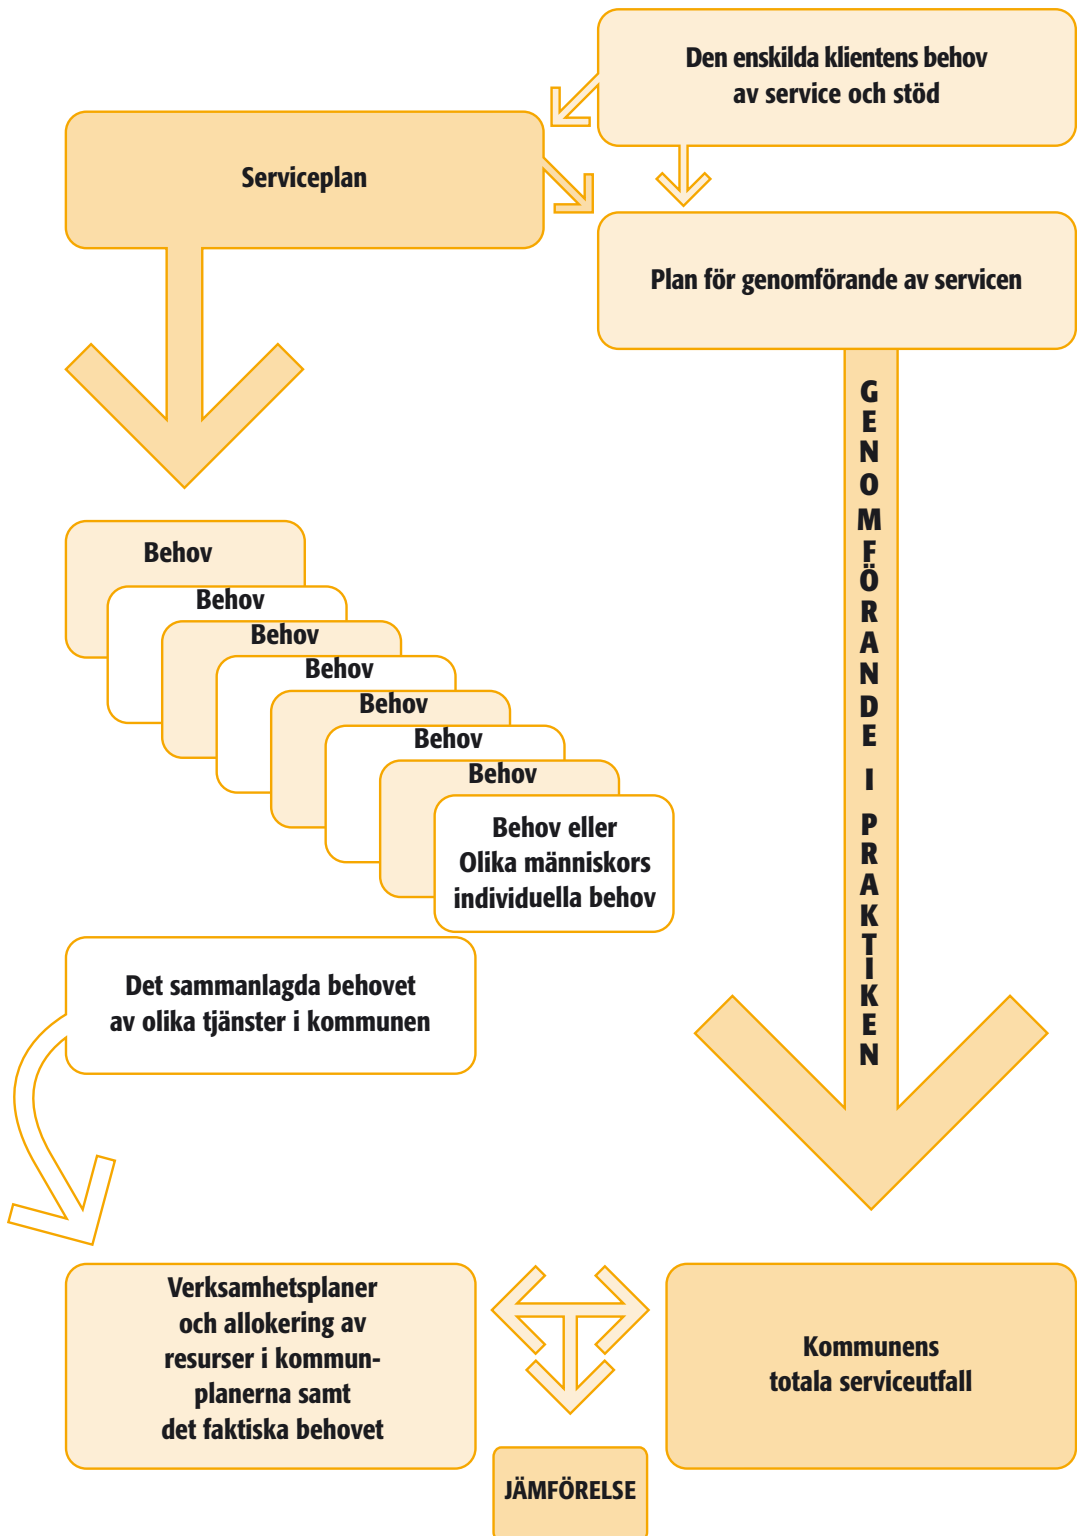 Den enskilda klientens behov
av service och stöd
Serviceplan
Plan för genomförande av servicen
GENOMFÖRANDE I PRAKTIKEN
Behov
Behov
Behov
Behov
Behov
Behov
Behov
Behov eller
Olika människors
individuella behov
Det sammanlagda behovet
av olika tjänster i kommunen
Verksamhetsplaner
och allokering av
resurser i kommun-
planerna samt
det faktiska behovet
Kommunens
totala serviceutfall
JÄMFÖRELSE